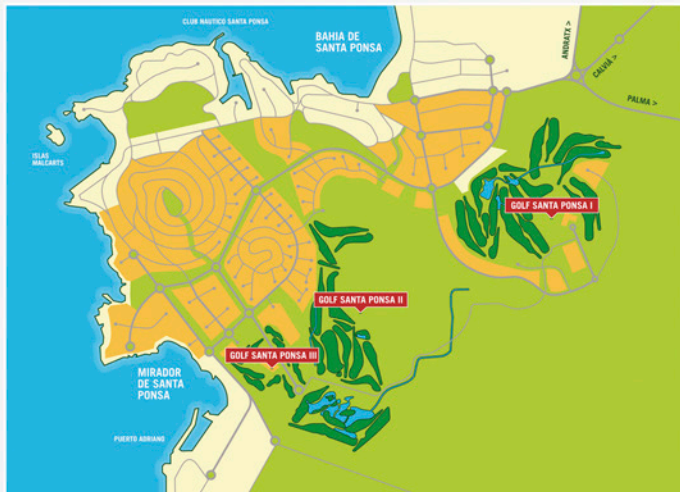 CLUB NAUTICO SANTA PONSA
BAHIA DE
SANTA PONSA
ANDRATX >
CALVIÀ >
PALMA >
ISLAS
MALGARTS
GOLF SANTA PONSA I
GOLF SANTA PONSA II
GOLF SANTA PONSA III
MIRADOR
DE SANTA
PONSA
PUERTO ADRIANO